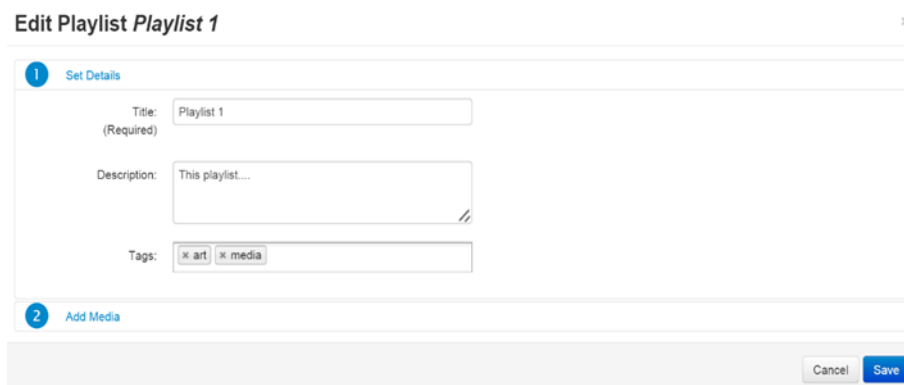 Edit Playlist Playlist 1
1 Set Details
Title: Playlist 1
(Required)
Description: This playlist....
Tags: × art × media
2 Add Media
Cancel Save